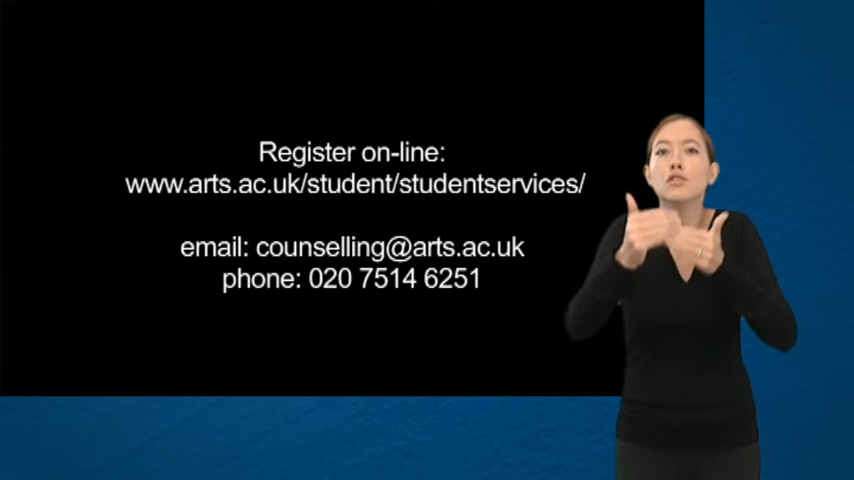 Register on-line:
www.arts.ac.uk/student/studentservices/
email: counselling@arts.ac.uk
phone: 020 7514 6251